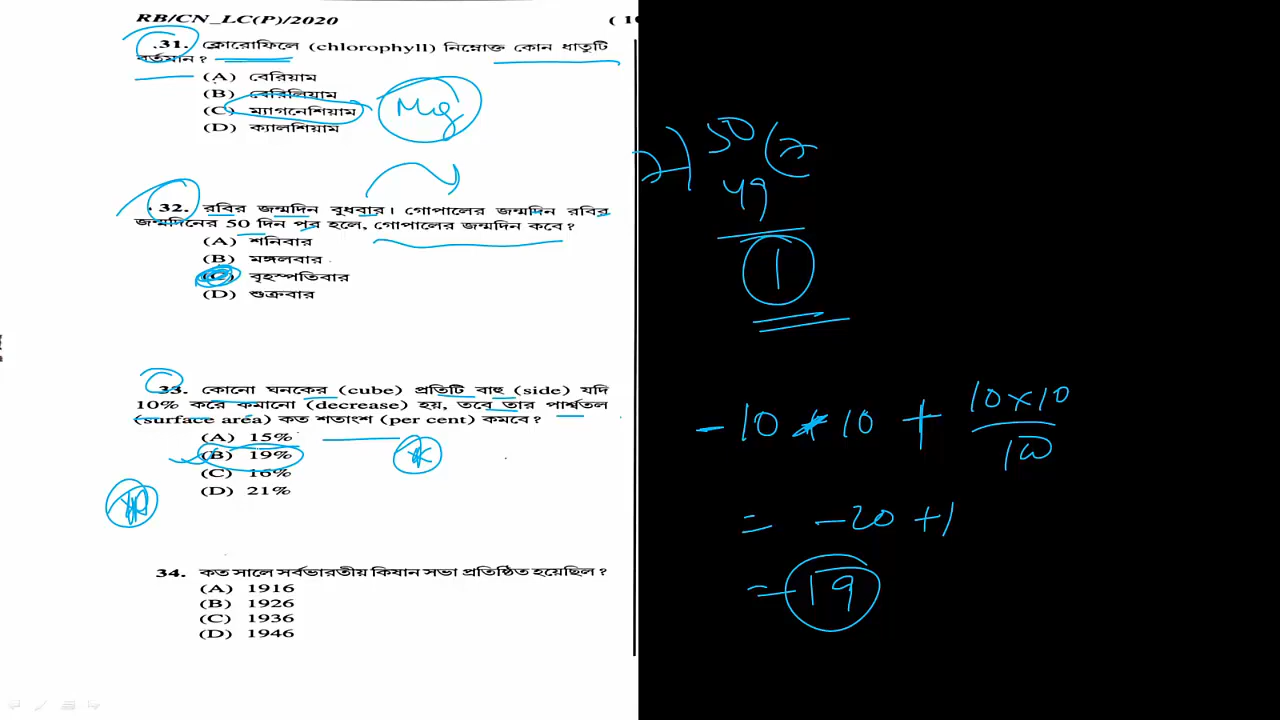 RB/CN_LC(P)/2020
( 10
31. ক্লোরোফিলে (chlorophyll) নিম্নোক্ত কোন ধাতুটি
বর্তমান ?
(A) বেরিয়াম
(B) বেরিলিয়াম
(C) ম্যাগনেশিয়াম
Mg
(D) ক্যালশিয়াম
32. রবির জন্মদিন বুধবার। গোপালের জন্মদিন রবির
জন্মদিনের 50 দিন পর হলে, গোপালের জন্মদিন কবে ?
(A) শনিবার
(B) মঙ্গলবার
(C) বৃহস্পতিবার
(D) শুক্রবার
33. কোনো ঘনকের (cube) প্রতিটি বাহু (side) যদি
10% করে কমানো (decrease) হয়, তবে তার পার্শ্বতল
(surface area) কত শতাংশ (per cent) কমবে ?
(A) 15%
(B) 19%
(C) 16%
(D) 21%
34. কত সালে সর্বভারতীয় কিষান সভা প্রতিষ্ঠিত হয়েছিল ?
(A) 1916
(B) 1926
(C) 1936
(D) 1946
50
49
1
10 × 10
- 10 - 10 +
= - 20 + 1
= 19